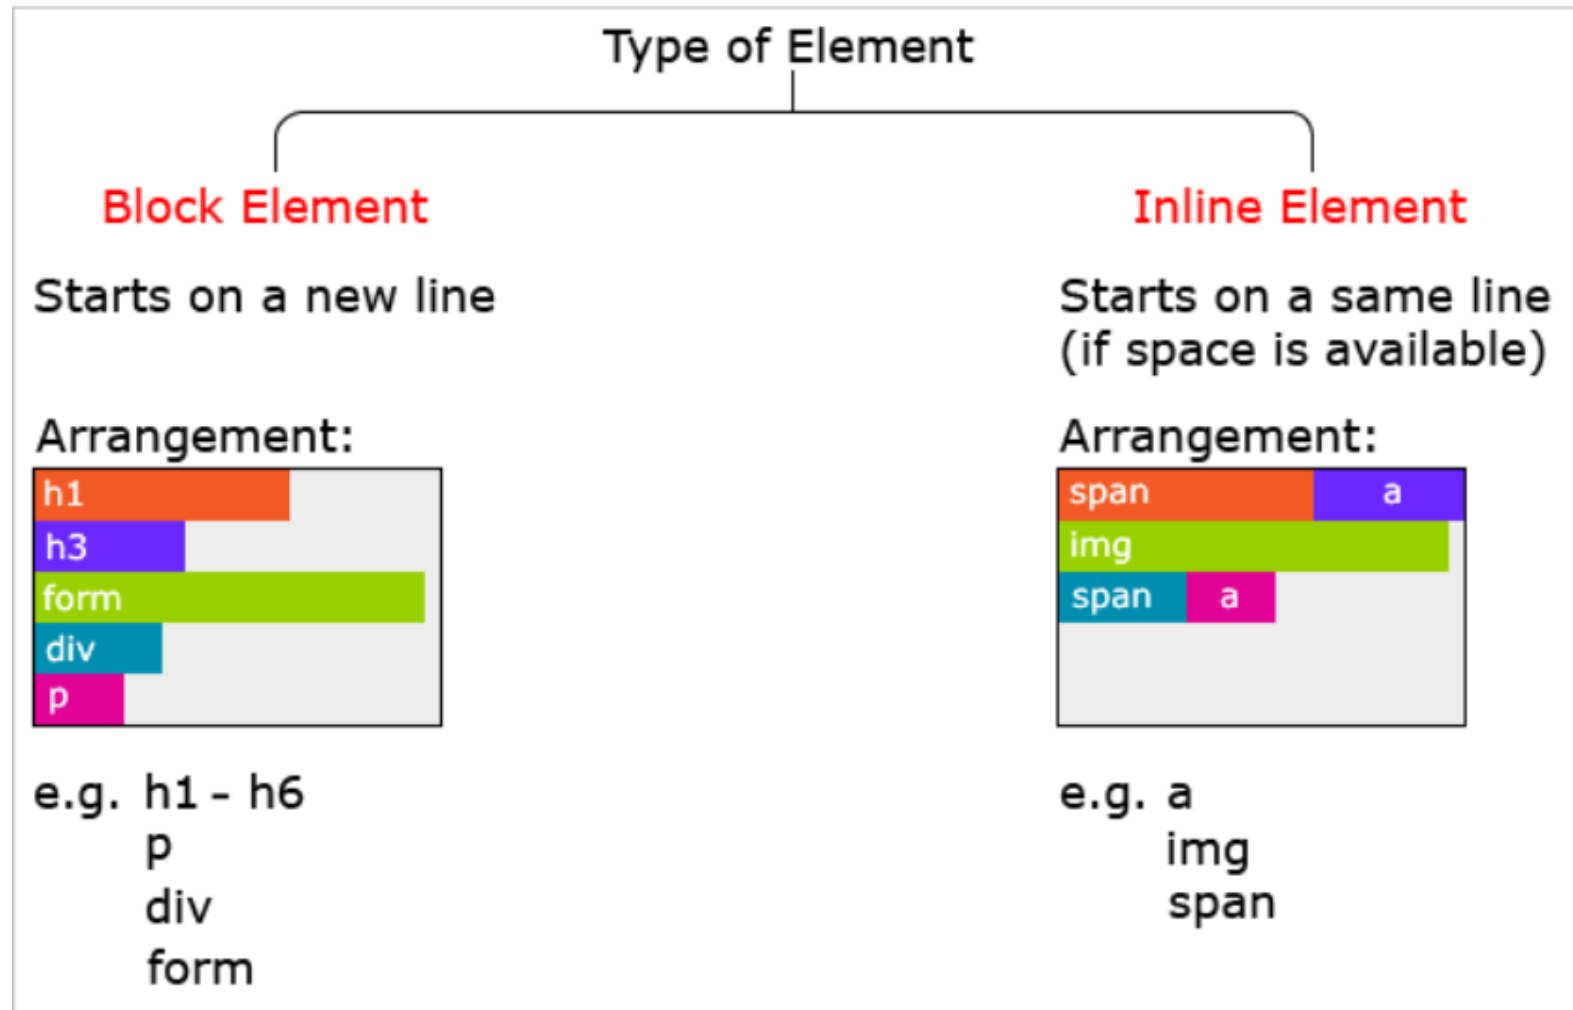 Type of Element
Block Element
Starts on a new line
Arrangement:
h1
h3
form
div
p
e.g. h1 - h6
p
div
form
Inline Element
Starts on a same line
(if space is available)
Arrangement:
span a
img
span a
e.g. a
img
span